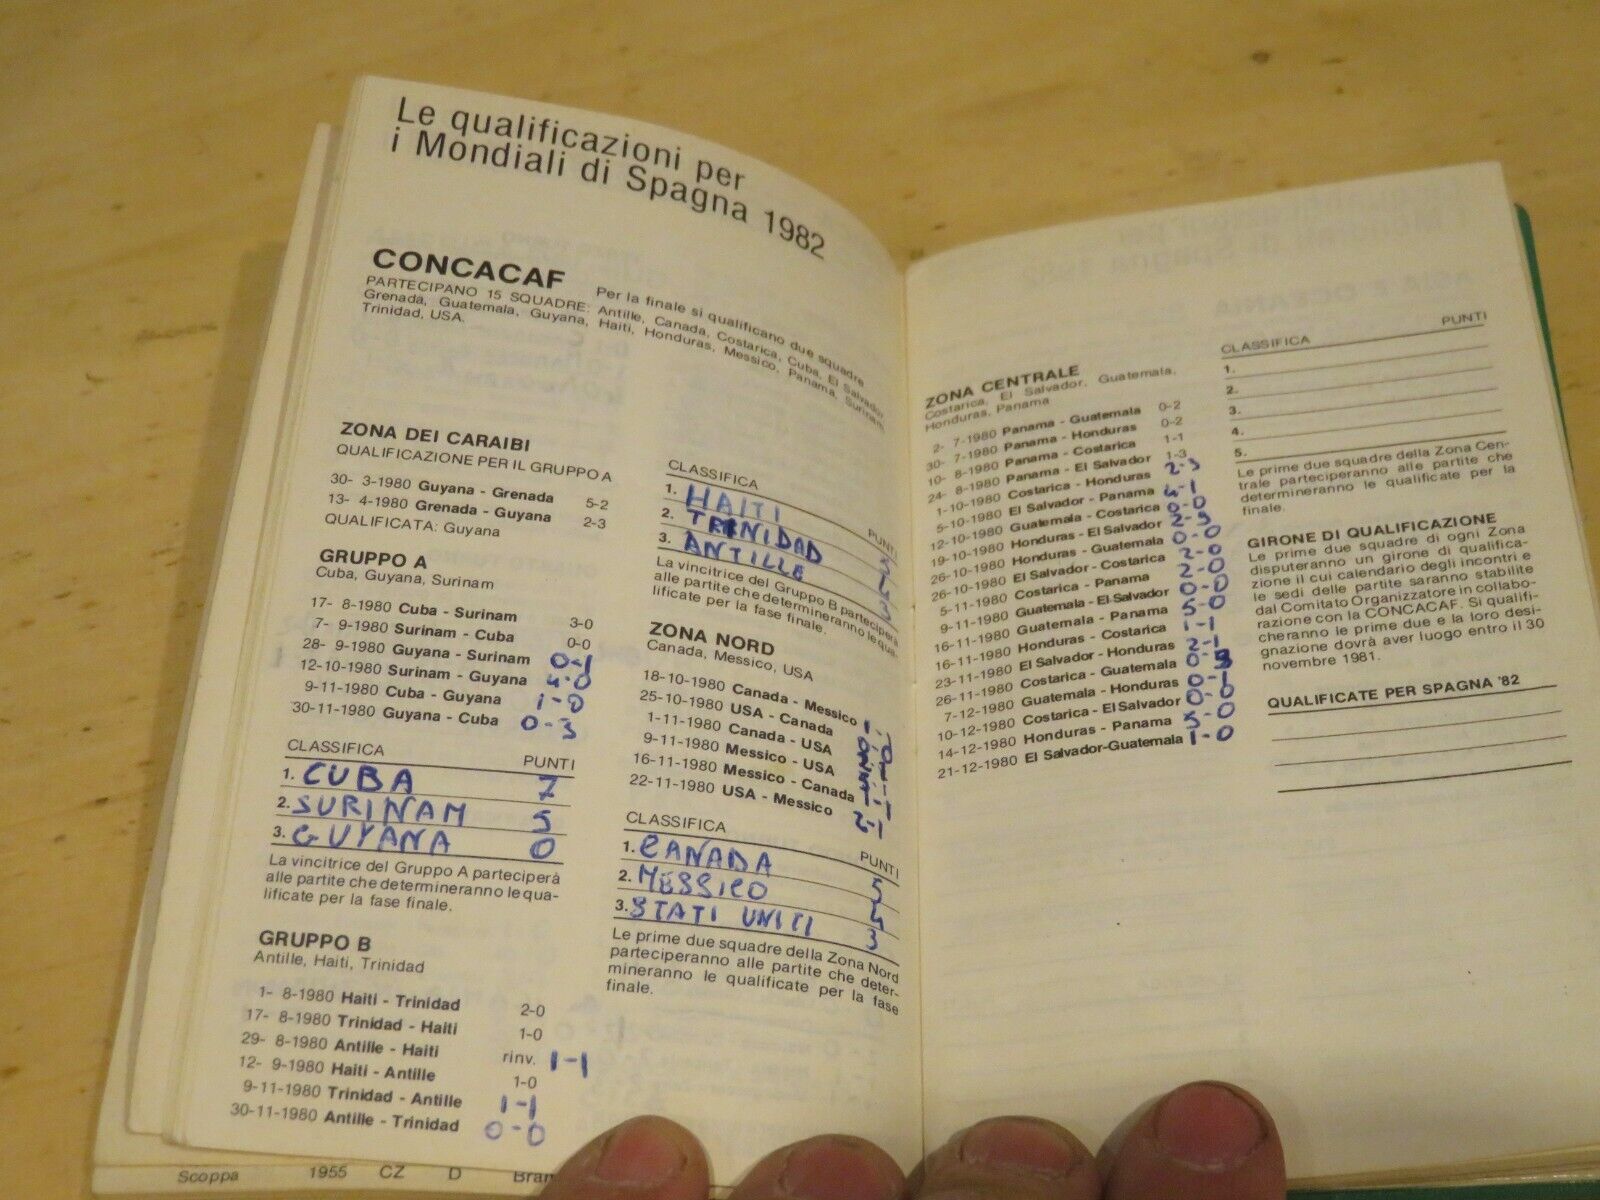 Le qualificazioni per
i Mondiali di Spagna 1982
CONCACAF
Per la finale si qualificano due squadre
PARTECIPANO 15 SQUADRE: Antille, Canada, Costarica, Cuba, El Salvador,
Grenada, Guatemala, Guyana, Haiti, Honduras, Messico, Panama, Surinam,
Trinidad, USA.
ZONA DEI CARAIBI
QUALIFICAZIONE PER IL GRUPPO A
30- 3-1980 Guyana - Grenada 5-2
13- 4-1980 Grenada - Guyana 2-3
QUALIFICATA: Guyana
GRUPPO A
Cuba, Guyana, Surinam
17- 8-1980 Cuba - Surinam 3-0
7- 9-1980 Surinam - Cuba 0-0
28- 9-1980 Guyana - Surinam 0-1
12-10-1980 Surinam - Guyana 4-0
9-11-1980 Cuba - Guyana 1-0
30-11-1980 Guyana - Cuba 0-3
CLASSIFICA PUNTI
1. CUBA 7
2. SURINAM 5
3. GUYANA 0
La vincitrice del Gruppo A parteciperà
alle partite che determineranno le qua-
lificate per la fase finale.
GRUPPO B
Antille, Haiti, Trinidad
1- 8-1980 Haiti - Trinidad 2-0
17- 8-1980 Trinidad - Haiti 1-0
29- 8-1980 Antille - Haiti rinv. 1-1
12- 9-1980 Haiti - Antille 1-0
9-11-1980 Trinidad - Antille 1-1
30-11-1980 Antille - Trinidad 0-0
CLASSIFICA PUNTI
1. HAITI
2. TRINIDAD
3. ANTILLE
La vincitrice del Gruppo B parteciperà
alle partite che determineranno le qua-
lificate per la fase finale.
ZONA NORD
Canada, Messico, USA
18-10-1980 Canada - Messico
25-10-1980 USA - Canada
1-11-1980 Canada - USA
9-11-1980 Messico - USA
16-11-1980 Messico - Canada
22-11-1980 USA - Messico 2-1
CLASSIFICA PUNTI
1. CANADA 5
2. MESSICO 4
3. STATI UNITI 3
Le prime due squadre della Zona Nord
parteciperanno alle partite che deter-
mineranno le qualificate per la fase
finale.
Scoppa 1955 CZ D
ZONA CENTRALE
Costarica, El Salvador, Guatemala,
Honduras, Panama
2- 7-1980 Panama - Guatemala 0-2
30- 7-1980 Panama - Honduras 0-2
10- 8-1980 Panama - Costarica 1-1
24- 8-1980 Panama - El Salvador 1-3
1-10-1980 Costarica - Honduras 2-3
5-10-1980 El Salvador - Panama 4-1
12-10-1980 Guatemala - Costarica 0-0
19-10-1980 Honduras - El Salvador
26-10-1980 Honduras - Guatemala 0-0
26-10-1980 El Salvador - Costarica 2-0
5-11-1980 Costarica - Panama 2-0
9-11-1980 Guatemala - El Salvador 0-0
16-11-1980 Guatemala - Panama 5-0
16-11-1980 Honduras - Costarica 1-1
23-11-1980 El Salvador - Honduras 2-1
26-11-1980 Costarica - Guatemala 0-3
7-12-1980 Guatemala - Honduras 0-1
10-12-1980 Costarica - El Salvador 0-0
14-12-1980 Honduras - Panama 5-0
21-12-1980 El Salvador-Guatemala 1-0
CLASSIFICA PUNTI
1.
2.
3.
4.
5.
Le prime due squadre della Zona Cen-
trale parteciperanno alle partite che
determineranno le qualificate per la
finale.
GIRONE DI QUALIFICAZIONE
Le prime due squadre di ogni Zona
disputeranno un girone di qualifica-
zione il cui calendario degli incontri e
le sedi delle partite saranno stabilite
dal Comitato Organizzatore in collabo-
razione con la CONCACAF. Si qualifi-
cheranno le prime due e la loro desi-
gnazione dovrà aver luogo entro il 30
novembre 1981.
QUALIFICATE PER SPAGNA '82